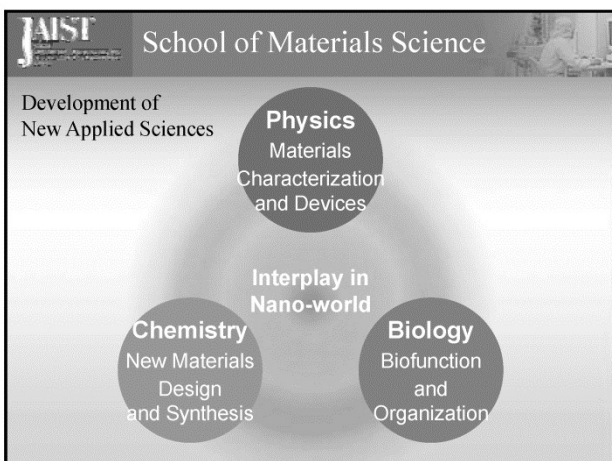 JAIST
School of Materials Science
Development of
New Applied Sciences
Physics
Materials
Characterization
and Devices
Interplay in
Nano-world
Chemistry
New Materials
Design
and Synthesis
Biology
Biofunction
and
Organization